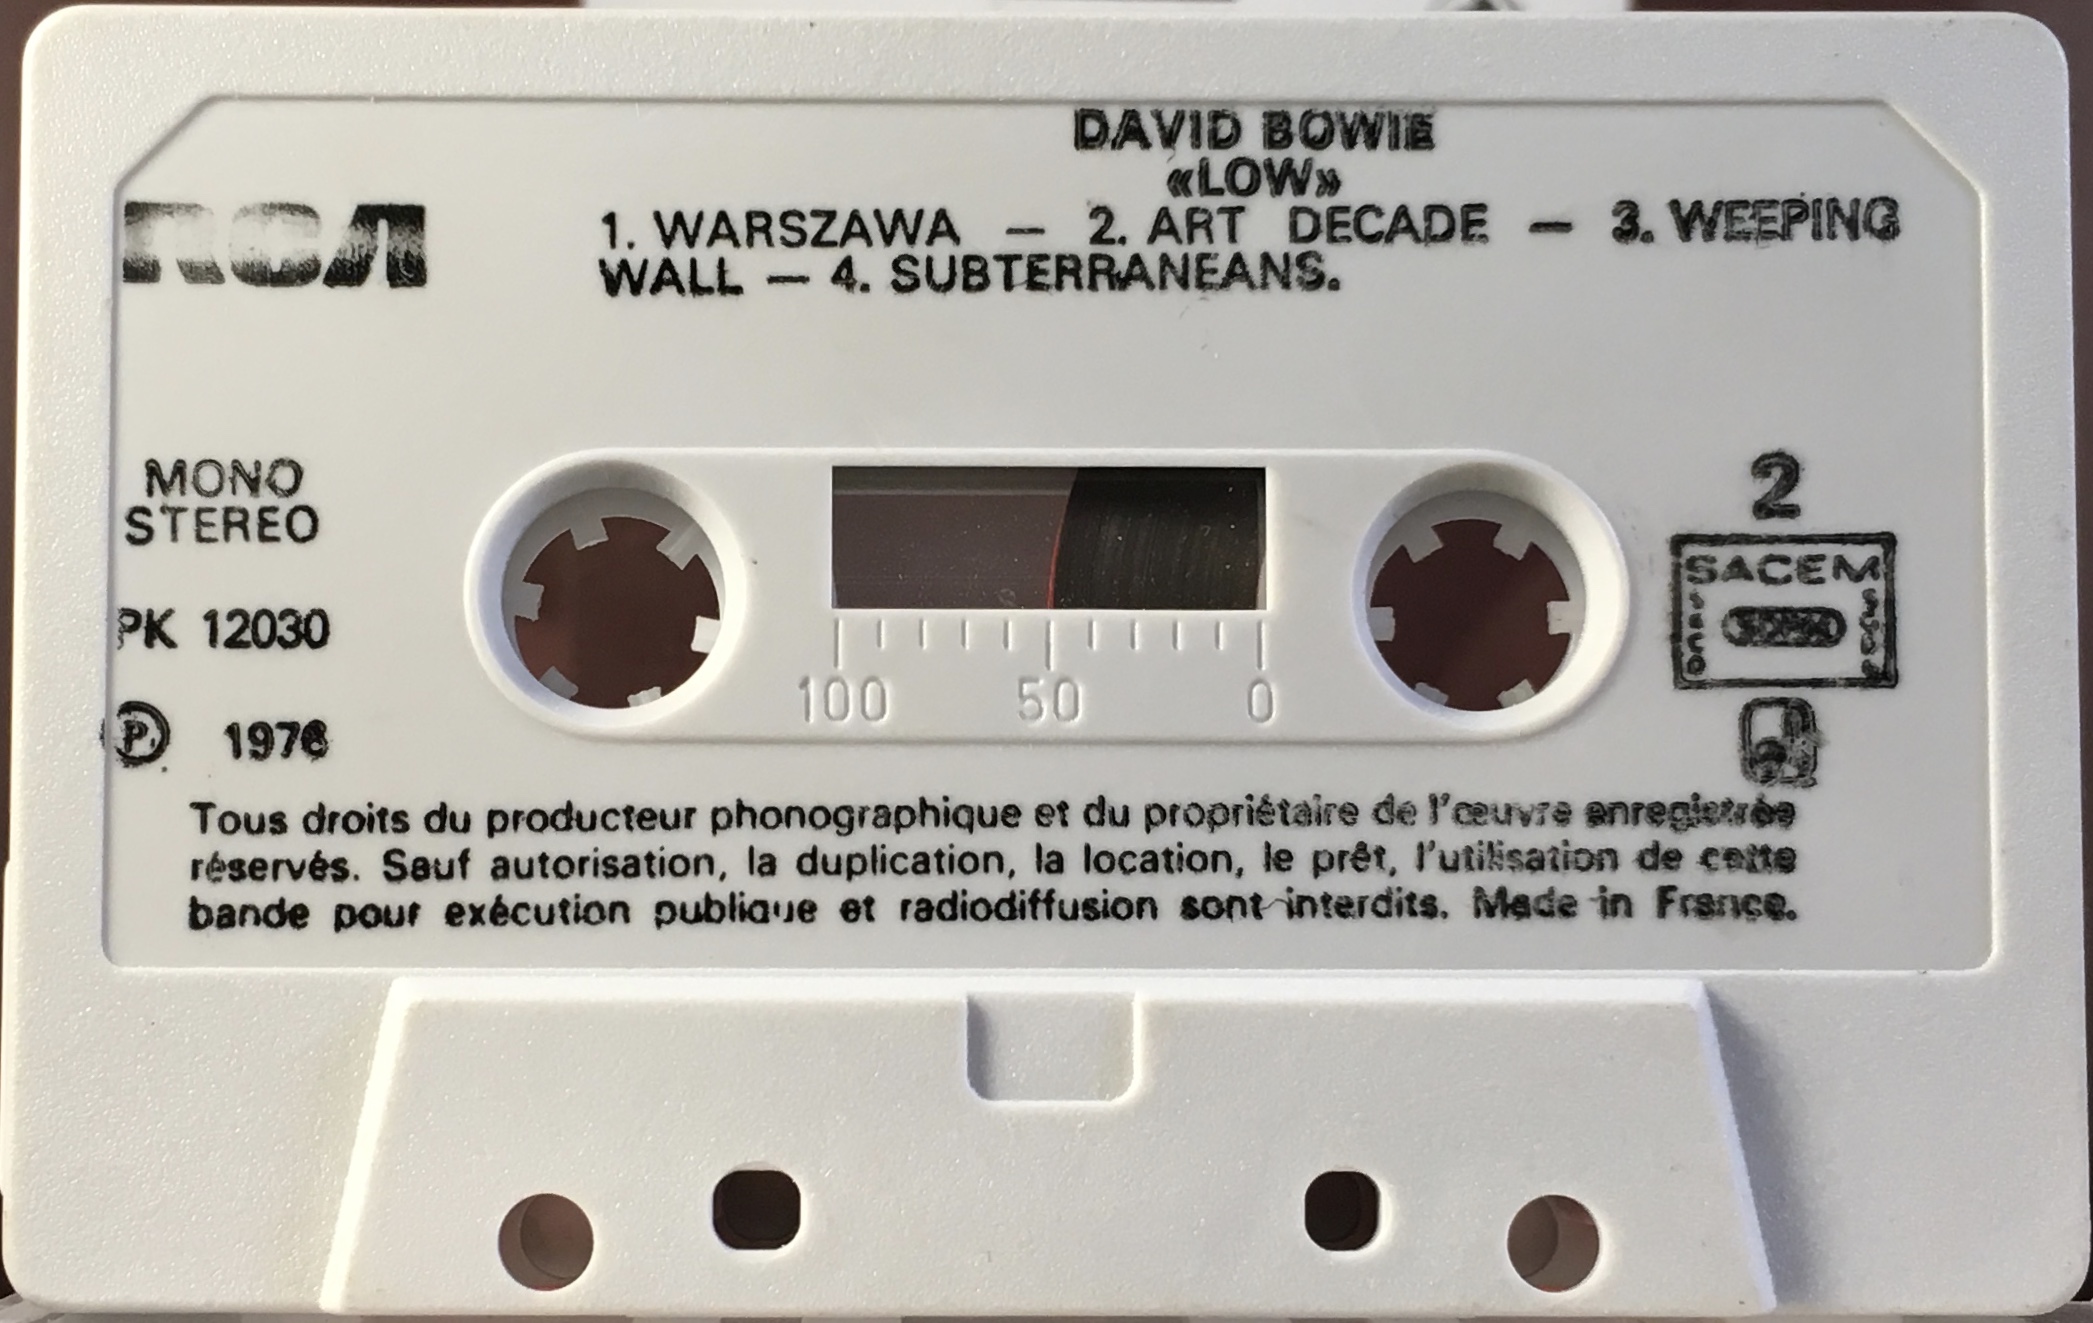 DAVID BOWIE
«LOW»
RCA
1. WARSZAWA — 2. ART DECADE — 3. WEEPING
WALL — 4. SUBTERRANEANS.
MONO
STEREO
2
SACEM
SACD
SDRM
SGDL
PK 12030
100 50 0
Ⓟ 1976
Tous droits du producteur phonographique et du propriétaire de l'œuvre enregistrée
réservés. Sauf autorisation, la duplication, la location, le prêt, l'utilisation de cette
bande pour exécution publique et radiodiffusion sont interdits. Made in France.